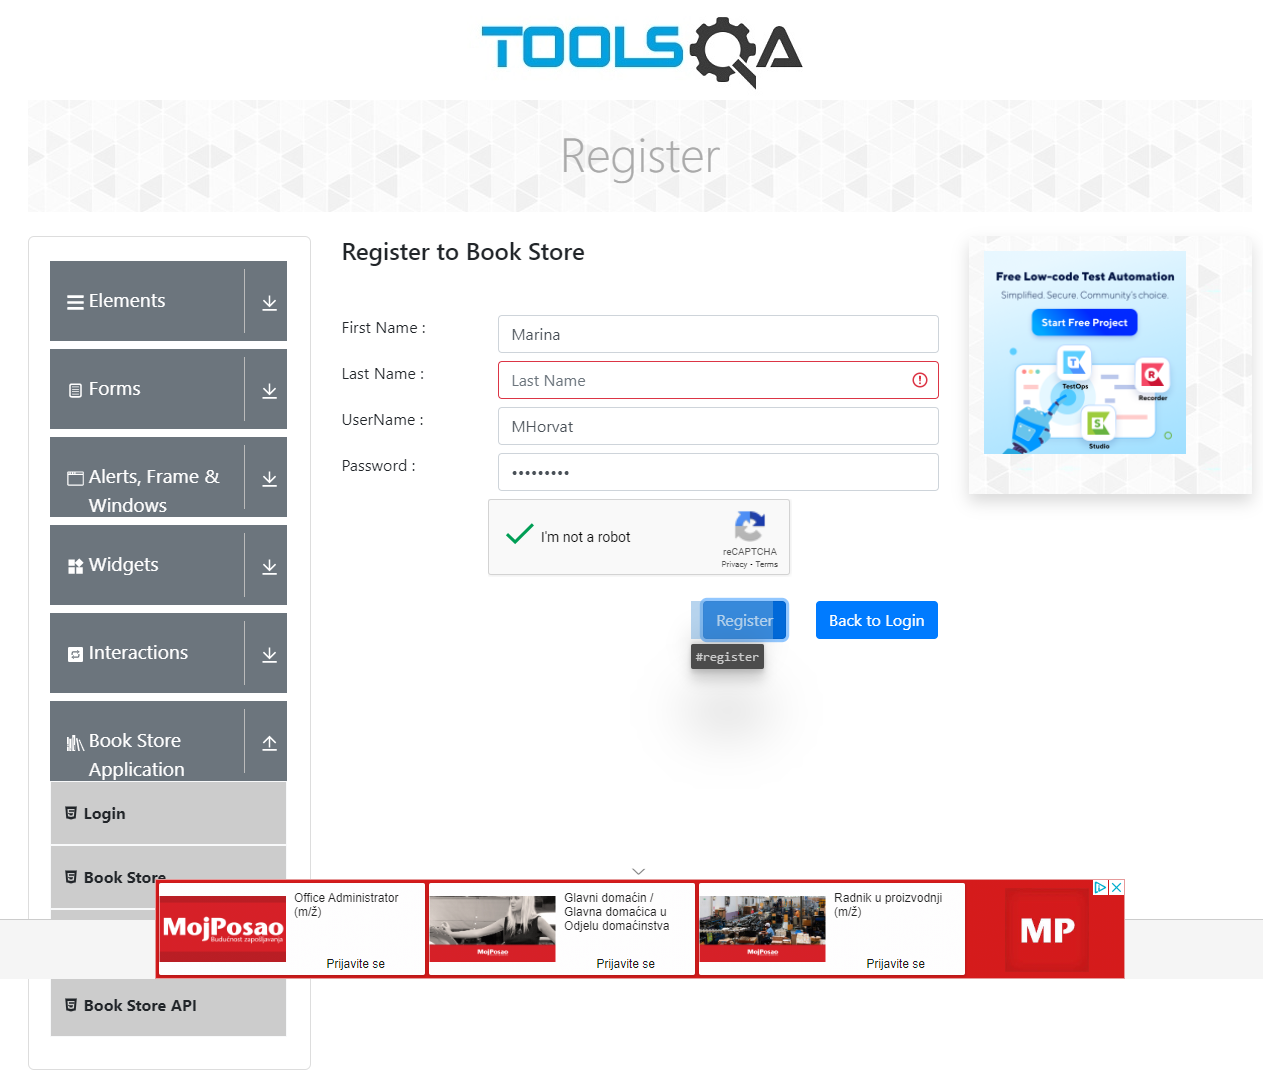 TOOLSQA
Register
Elements
Forms
Alerts, Frame &
Windows
Widgets
Interactions
Book Store
Application
Login
Book Store
Book Store API
Register to Book Store
First Name :
Marina
Last Name :
Last Name
UserName :
MHorvat
Password :
•••••••••
I'm not a robot
reCAPTCHA
Privacy - Terms
Register
Back to Login
#register
Free Low-code Test Automation
Simplified. Secure. Community's choice.
Start Free Project
TestOps
Recorder
Studio
MojPosao
Budućnost zapošljavanja
Office Administrator
(m/ž)
Prijavite se
MojPosao
Glavni domaćin /
Glavna domaćica u
Odjelu domaćinstva
Prijavite se
MojPosao
Radnik u proizvodnji
(m/ž)
Prijavite se
MP